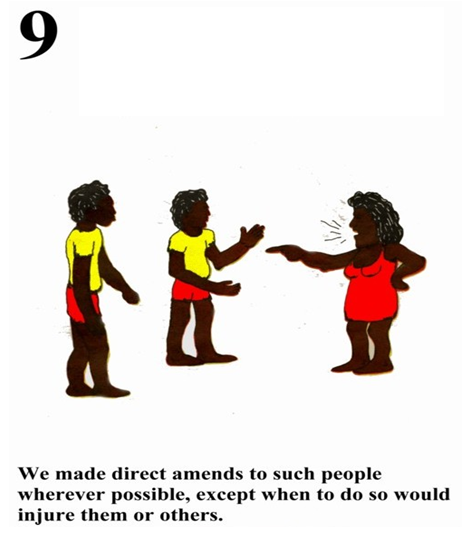 9
We made direct amends to such people
wherever possible, except when to do so would
injure them or others.